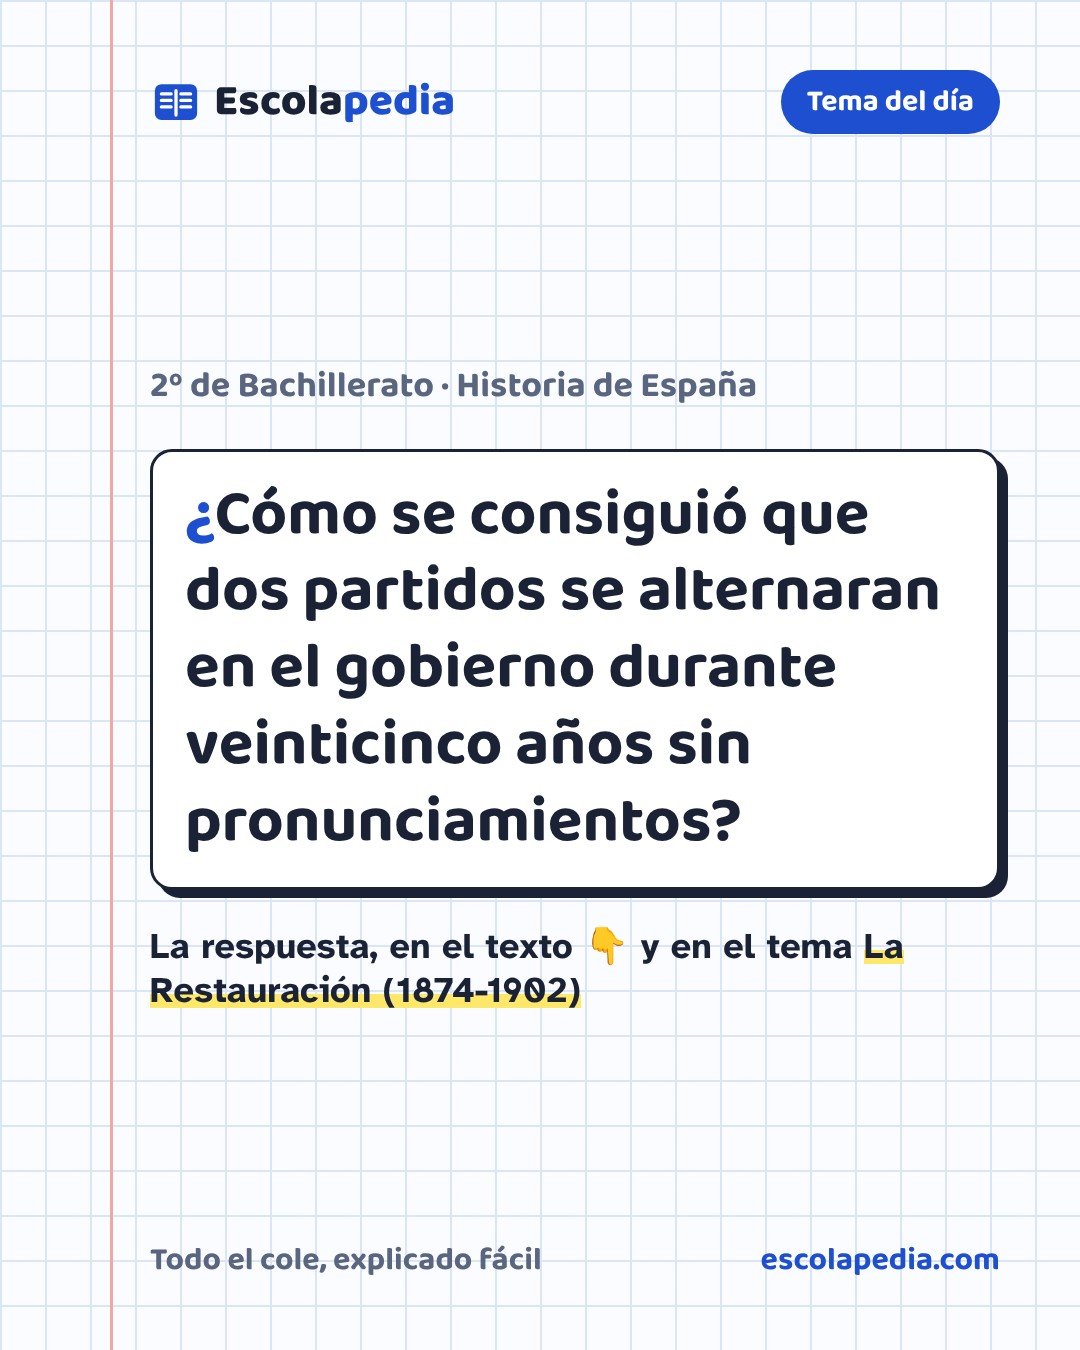 Escolapedia
Tema del día
2º de Bachillerato · Historia de España
¿Cómo se consiguió que
dos partidos se alternaran
en el gobierno durante
veinticinco años sin
pronunciamientos?
La respuesta, en el texto 👇 y en el tema La
Restauración (1874-1902)
Todo el cole, explicado fácil
escolapedia.com